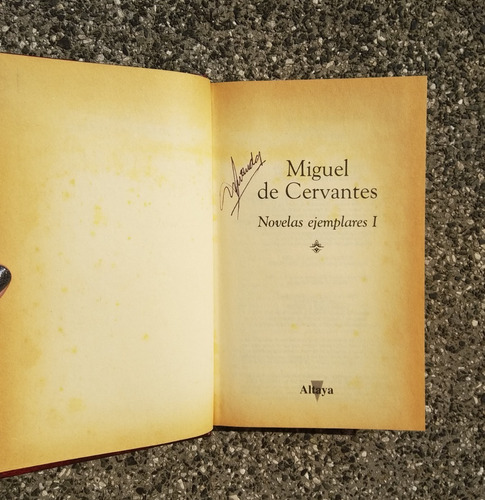 Miguel
de Cervantes
Novelas ejemplares I
Altaya